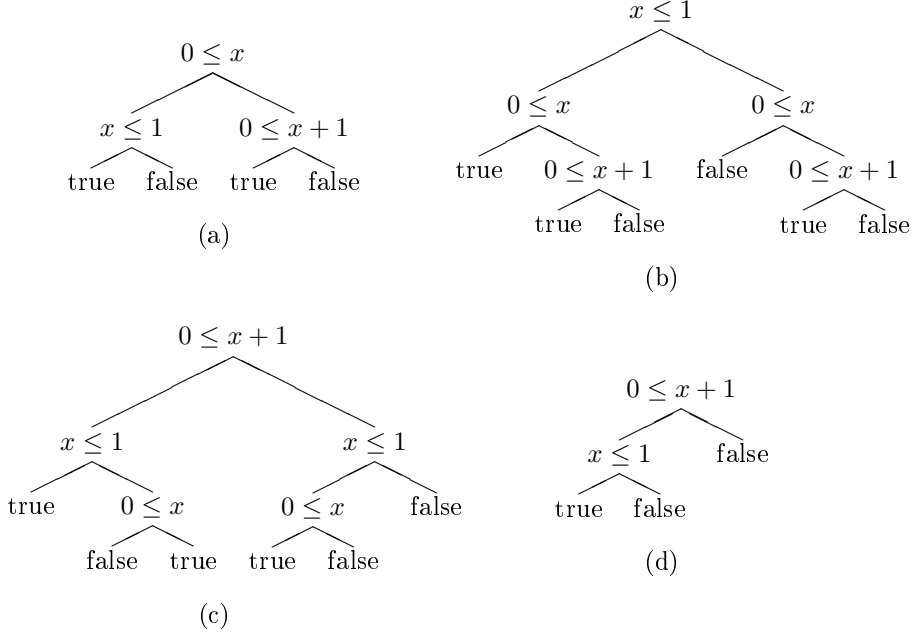 0 ≤ x
x ≤ 1 0 ≤ x + 1
true false true false
(a)
x ≤ 1
0 ≤ x 0 ≤ x
true 0 ≤ x + 1 false 0 ≤ x + 1
true false true false
(b)
0 ≤ x + 1
x ≤ 1 x ≤ 1
true 0 ≤ x 0 ≤ x false
false true true false
(c)
0 ≤ x + 1
x ≤ 1 false
true false
(d)